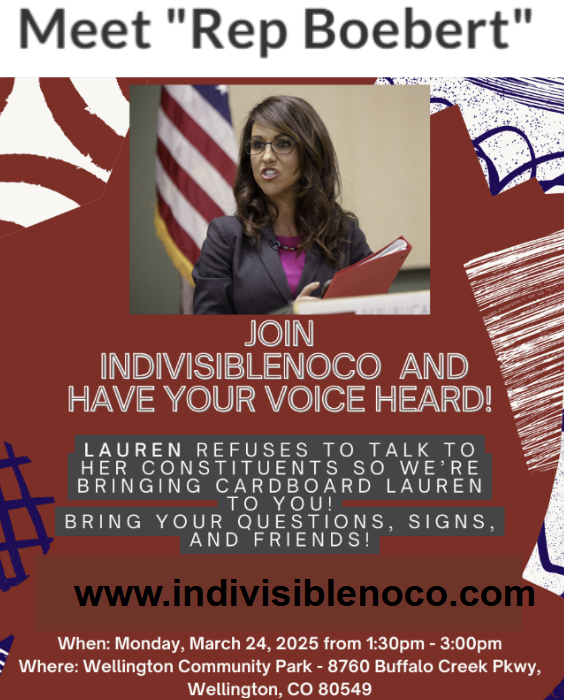 Meet "Rep Boebert"
REPUBLICA
JOIN
INDIVISIBLENOCO AND
HAVE YOUR VOICE HEARD!
LAUREN REFUSES TO TALK TO
HER CONSTITUENTS SO WE'RE
BRINGING CARDBOARD LAUREN
TO YOU!
BRING YOUR QUESTIONS, SIGNS,
AND FRIENDS!
www.indivisiblenoco.com
When: Monday, March 24, 2025 from 1:30pm - 3:00pm
Where: Wellington Community Park - 8760 Buffalo Creek Pkwy,
Wellington, CO 80549